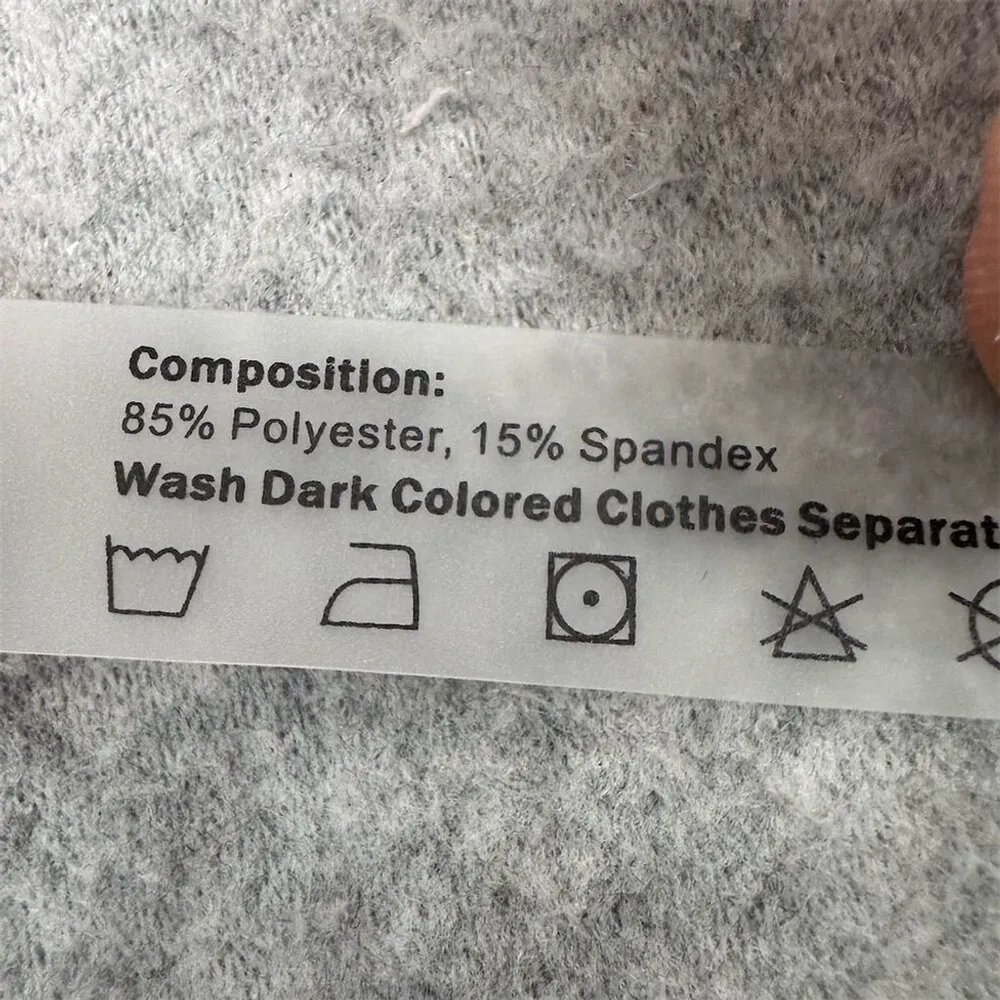 Composition:
85% Polyester, 15% Spandex
Wash Dark Colored Clothes Separat